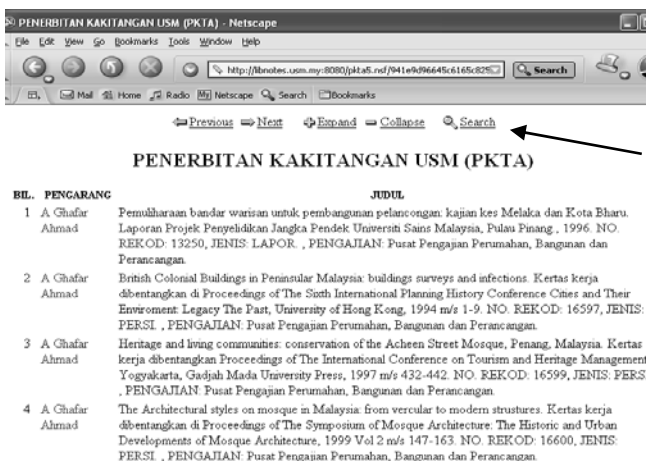 PENERBITAN KAKITANGAN USM (PKTA) - Netscape
File Edit View Go Bookmarks Tools Window Help
http://libnotes.usm.my:8080/pkta5.nsf/941e9d96645c6165c825 Search
Mail Home Radio My Netscape Search Bookmarks
Previous Next Expand Collapse Search
PENERBITAN KAKITANGAN USM (PKTA)
BIL. PENGARANG JUDUL
1 A Ghafar Pemuliharaan bandar warisan untuk pembangunan pelancongan: kajian kes Melaka dan Kota Bharu.
Ahmad Laporan Projek Penyelidikan Jangka Pendek Universiti Sains Malaysia, Pulau Pinang., 1996. NO.
REKOD: 13250, JENIS: LAPOR. , PENGAJIAN: Pusat Pengajian Perumahan, Bangunan dan
Perancangan.
2 A Ghafar British Colonial Buildings in Peninsular Malaysia: buildings surveys and infections. Kertas kerja
Ahmad dibentangkan di Proceedings of The Sixth International Planning History Conference Cities and Their
Enviroment: Legacy The Past, University of Hong Kong, 1994 m/s 1-9. NO. REKOD: 16597, JENIS:
PERSI. , PENGAJIAN: Pusat Pengajian Perumahan, Bangunan dan Perancangan.
3 A Ghafar Heritage and living communities: conservation of the Acheen Street Mosque, Penang, Malaysia. Kertas
Ahmad kerja dibentangkan Proceedings of The International Conference on Tourism and Heritage Management
Yogyakarta, Gadjah Mada University Press, 1997 m/s 432-442. NO. REKOD: 16599, JENIS: PERS
, PENGAJIAN: Pusat Pengajian Perumahan, Bangunan dan Perancangan.
4 A Ghafar The Architectural styles on mosque in Malaysia: from vercular to modern strustures. Kertas kerja
Ahmad dibentangkan di Proceedings of The Symposium of Mosque Architecture: The Historic and Urban
Developments of Mosque Architecture, 1999 Vol 2 m/s 147-163. NO. REKOD: 16600, JENIS:
PERSI. , PENGAJIAN: Pusat Pengajian Perumahan, Bangunan dan Perancangan.